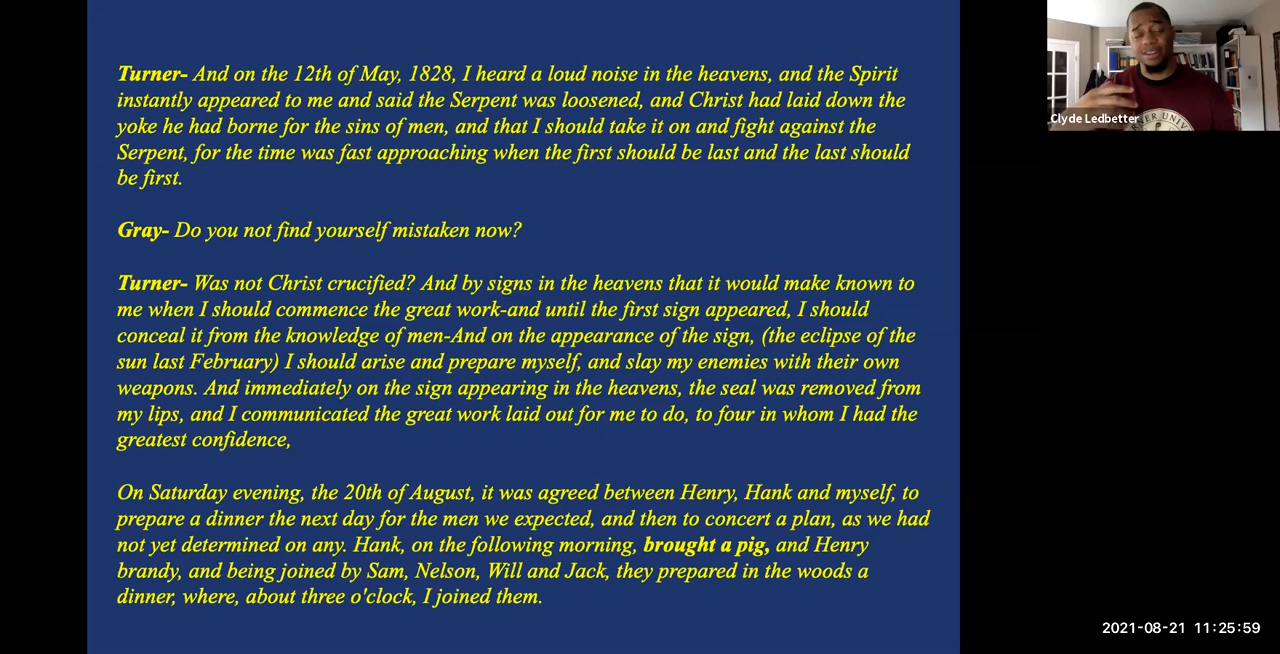 Turner- And on the 12th of May, 1828, I heard a loud noise in the heavens, and the Spirit
instantly appeared to me and said the Serpent was loosened, and Christ had laid down the
yoke he had borne for the sins of men, and that I should take it on and fight against the
Serpent, for the time was fast approaching when the first should be last and the last should
be first.
Gray- Do you not find yourself mistaken now?
Turner- Was not Christ crucified? And by signs in the heavens that it would make known to
me when I should commence the great work-and until the first sign appeared, I should
conceal it from the knowledge of men-And on the appearance of the sign, (the eclipse of the
sun last February) I should arise and prepare myself, and slay my enemies with their own
weapons. And immediately on the sign appearing in the heavens, the seal was removed from
my lips, and I communicated the great work laid out for me to do, to four in whom I had the
greatest confidence,
On Saturday evening, the 20th of August, it was agreed between Henry, Hank and myself, to
prepare a dinner the next day for the men we expected, and then to concert a plan, as we had
not yet determined on any. Hank, on the following morning, brought a pig, and Henry
brandy, and being joined by Sam, Nelson, Will and Jack, they prepared in the woods a
dinner, where, about three o'clock, I joined them.
Clyde Ledbetter
2021-08-21 11:25:59